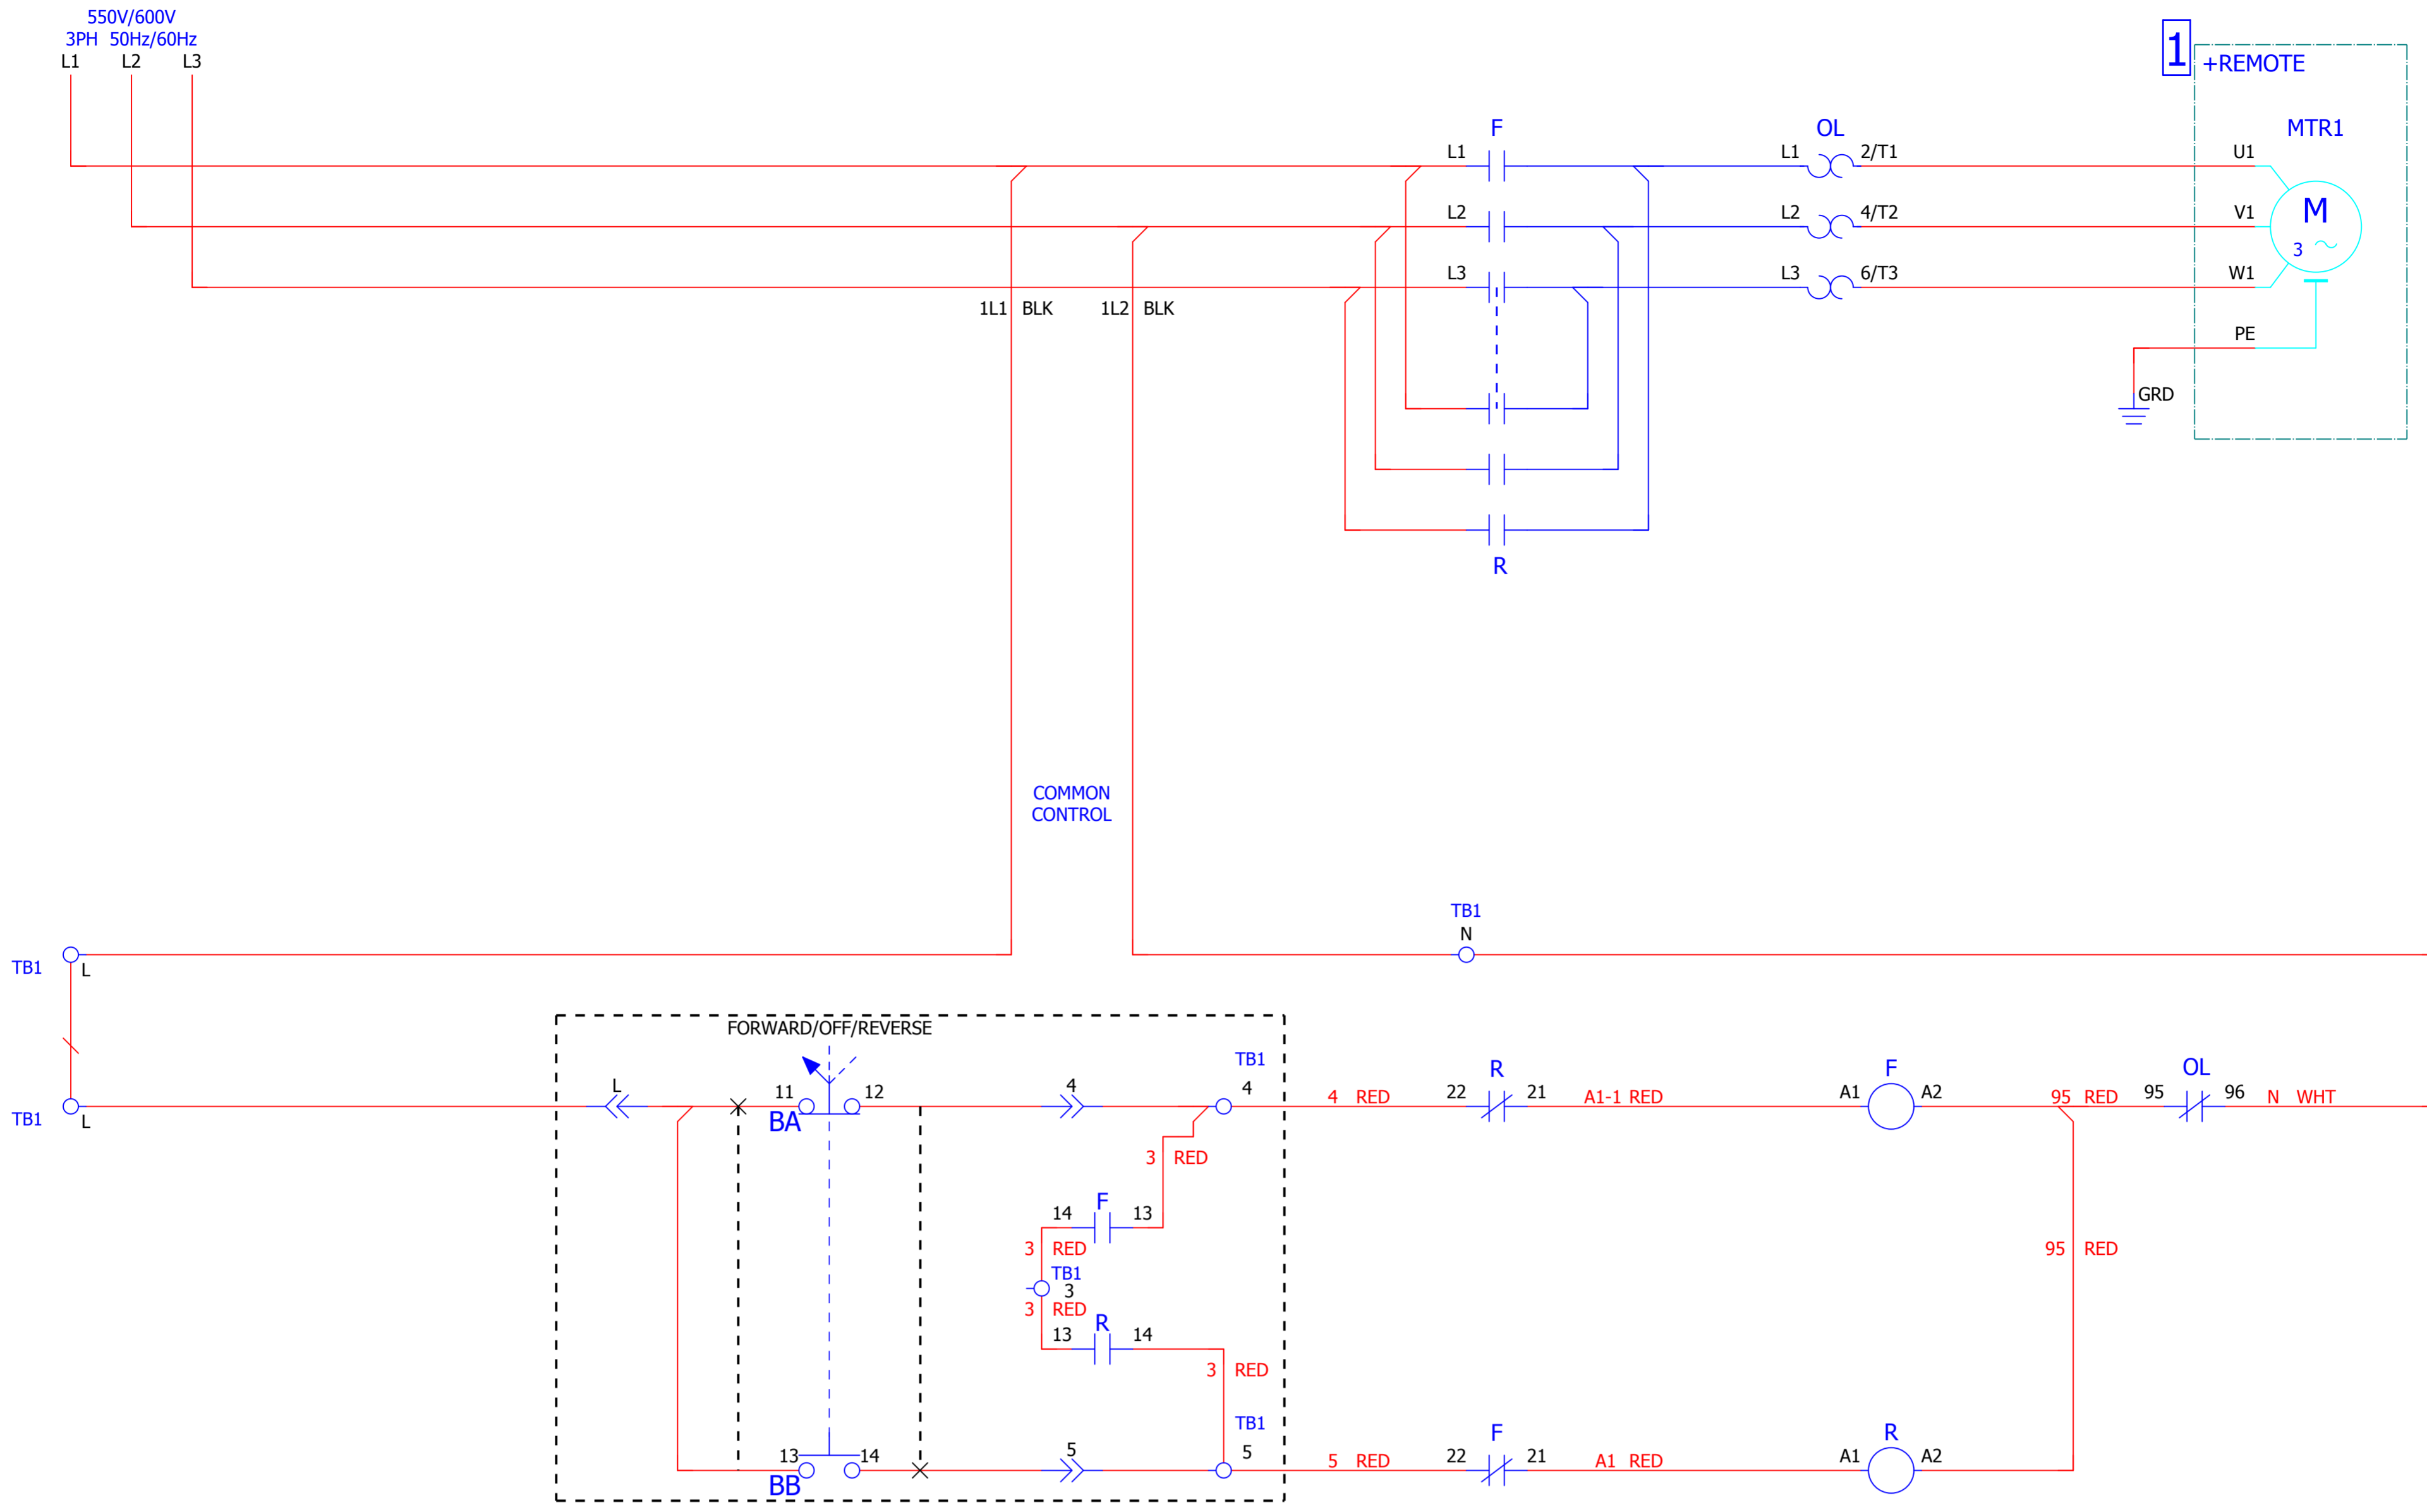 550V/600V
3PH 50Hz/60Hz
L1 L2 L3
1
+REMOTE
F OL MTR1
L1 L1 2/T1 U1
L2 L2 4/T2 V1
M
3
L3 L3 6/T3 W1
1L1 BLK 1L2 BLK
PE
GRD
R
COMMON
CONTROL
TB1
N
TB1 L
FORWARD/OFF/REVERSE
TB1
R F OL
L 11 12 4 4
4 RED 22 21 A1-1 RED A1 A2 95 RED 95 96 N WHT
TB1 L BA
3 RED
F
14 13
3 RED
95 RED
TB1
3
3 RED
R
13 14
3 RED
TB1
F R
13 14 5 5
5 RED 22 21 A1 RED A1 A2
BB